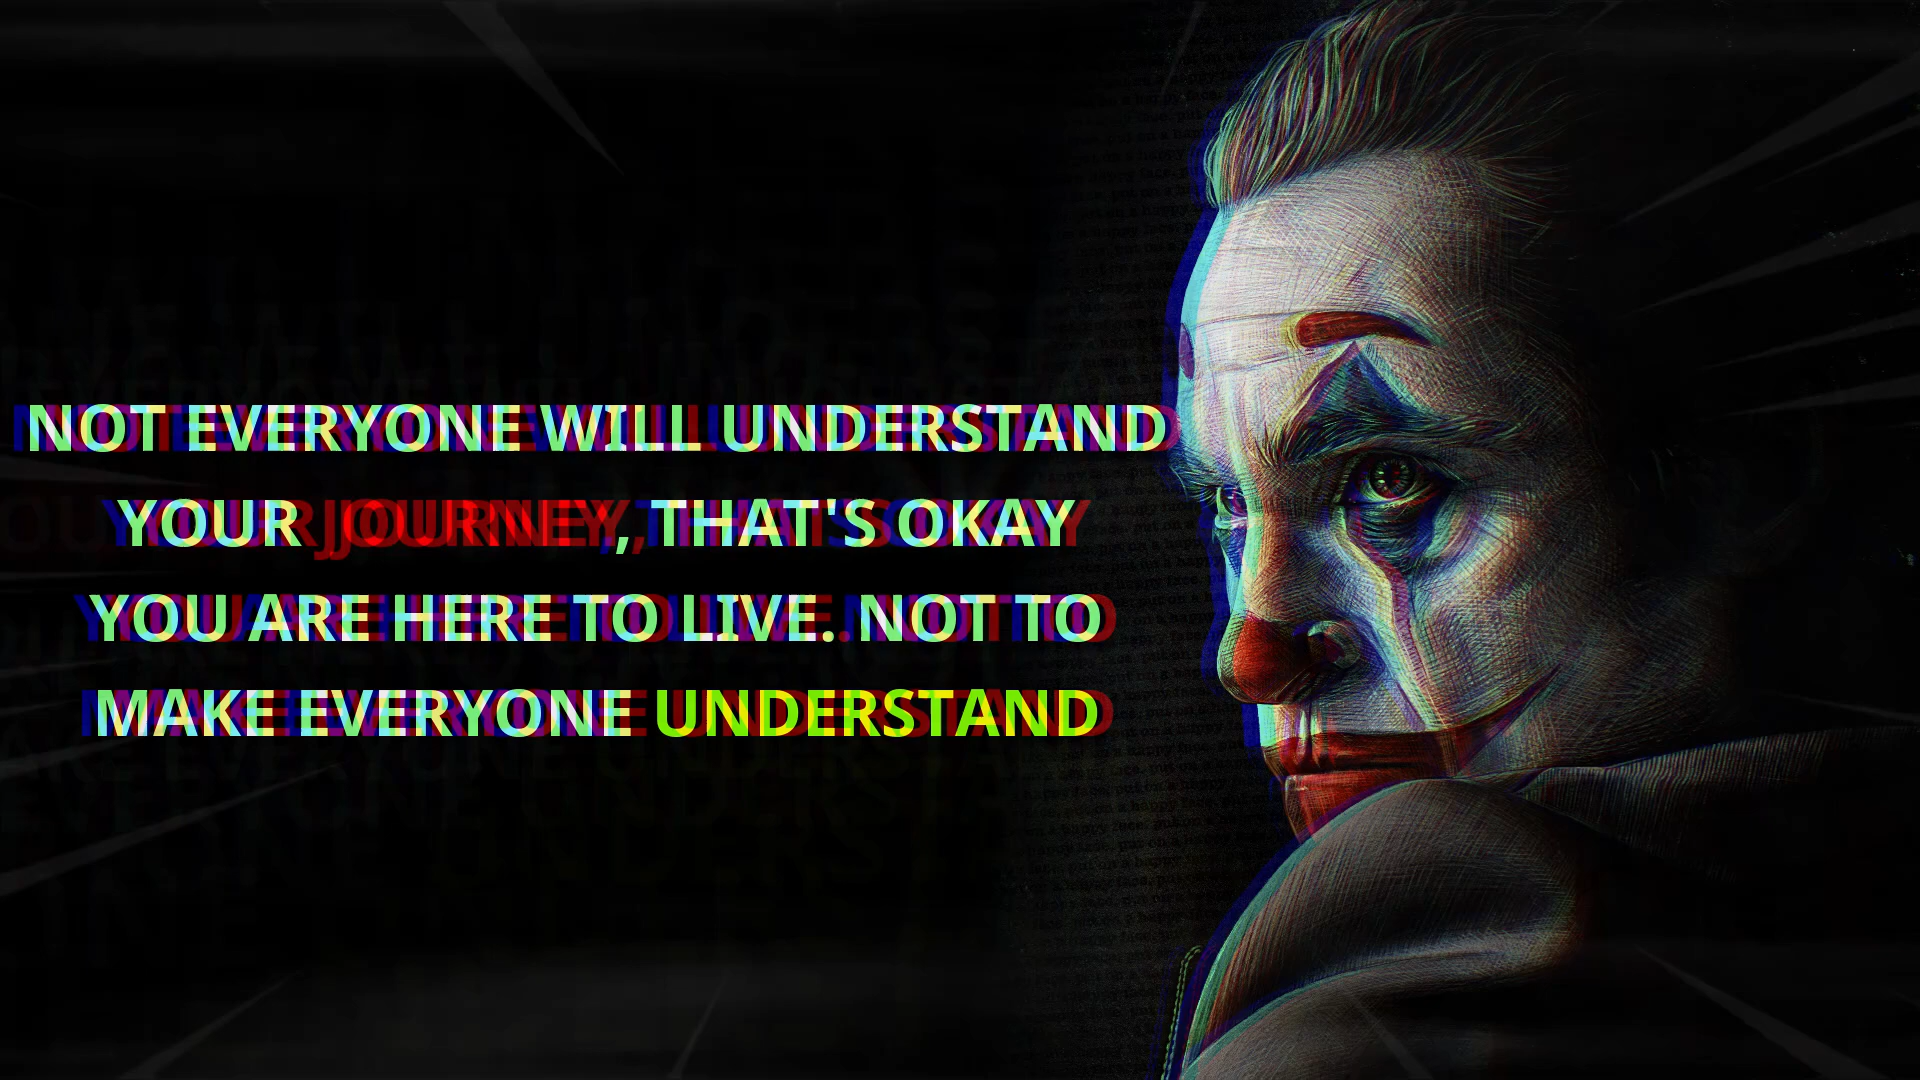 NOT EVERYONE WILL UNDERSTAND
YOUR JOURNEY, THAT'S OKAY
YOU ARE HERE TO LIVE. NOT TO
MAKE EVERYONE UNDERSTAND